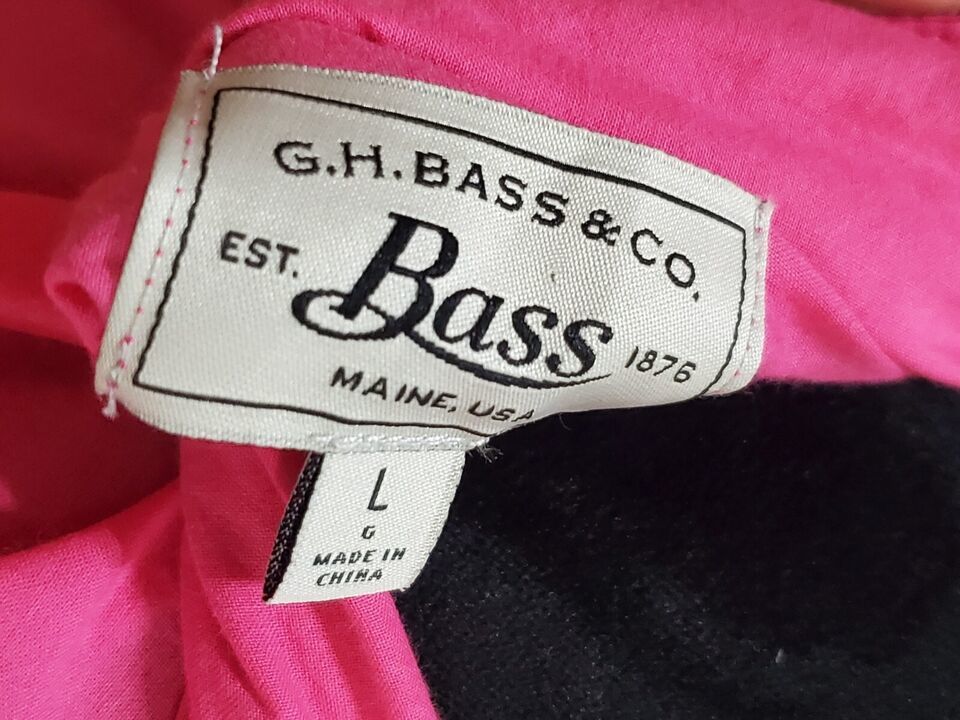 G.H.BASS & CO.
EST. Bass 1876
MAINE, USA
L
G
MADE IN
CHINA